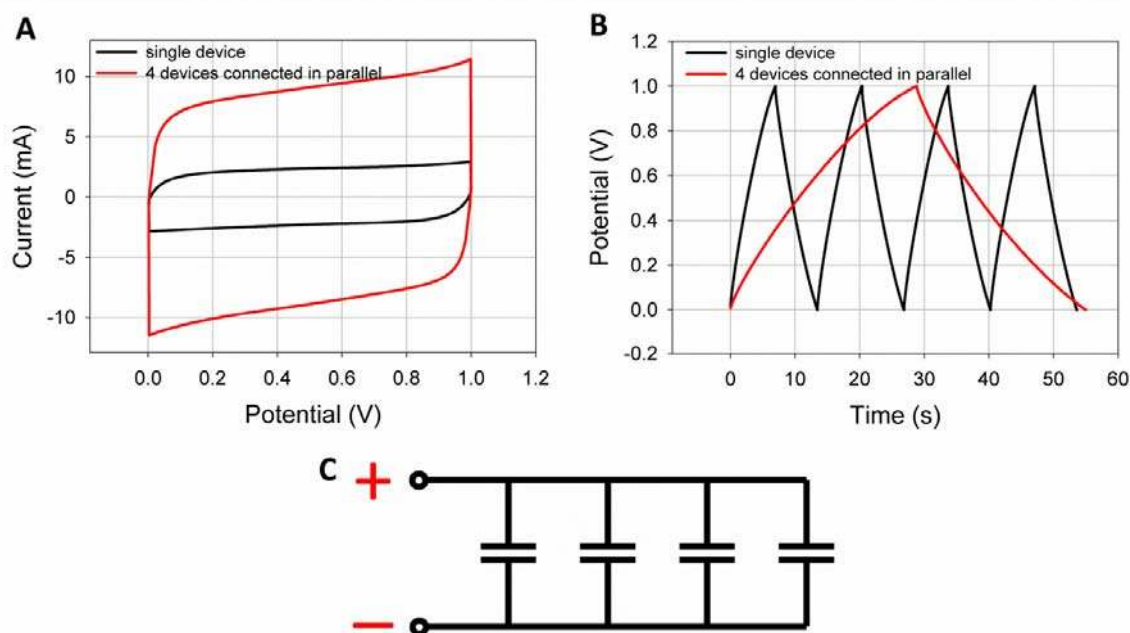 A
single device
4 devices connected in parallel
10
5
0
-5
-10
Current (mA)
0.0 0.2 0.4 0.6 0.8 1.0 1.2
Potential (V)
B
single device
4 devices connected in parallel
1.2
1.0
0.8
0.6
0.4
0.2
0.0
-0.2
Potential (V)
0 10 20 30 40 50 60
Time (s)
C
+
−